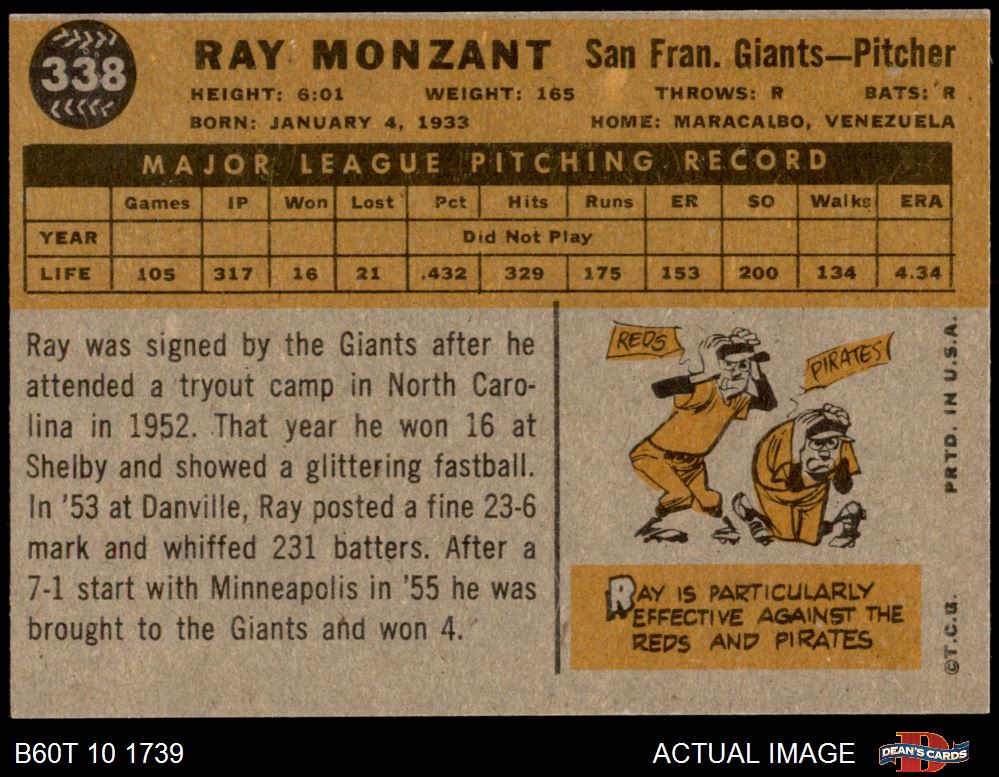 338
RAY MONZANT San Fran. Giants—Pitcher
HEIGHT: 6:01 WEIGHT: 165 THROWS: R BATS: R
BORN: JANUARY 4, 1933 HOME: MARACALBO, VENEZUELA
MAJOR LEAGUE PITCHING RECORD
Games IP Won Lost Pct Hits Runs ER SO Walks ERA
YEAR Did Not Play
LIFE 105 317 16 21 .432 329 175 153 200 134 4.34
Ray was signed by the Giants after he
attended a tryout camp in North Caro-
lina in 1952. That year he won 16 at
Shelby and showed a glittering fastball.
In '53 at Danville, Ray posted a fine 23-6
mark and whiffed 231 batters. After a
7-1 start with Minneapolis in '55 he was
brought to the Giants and won 4.
REDS
PIRATES
RAY IS PARTICULARLY
EFFECTIVE AGAINST THE
REDS AND PIRATES
©T.C.G. PRTD. IN U.S.A.
B60T 10 1739 ACTUAL IMAGE DEAN'S CARDS